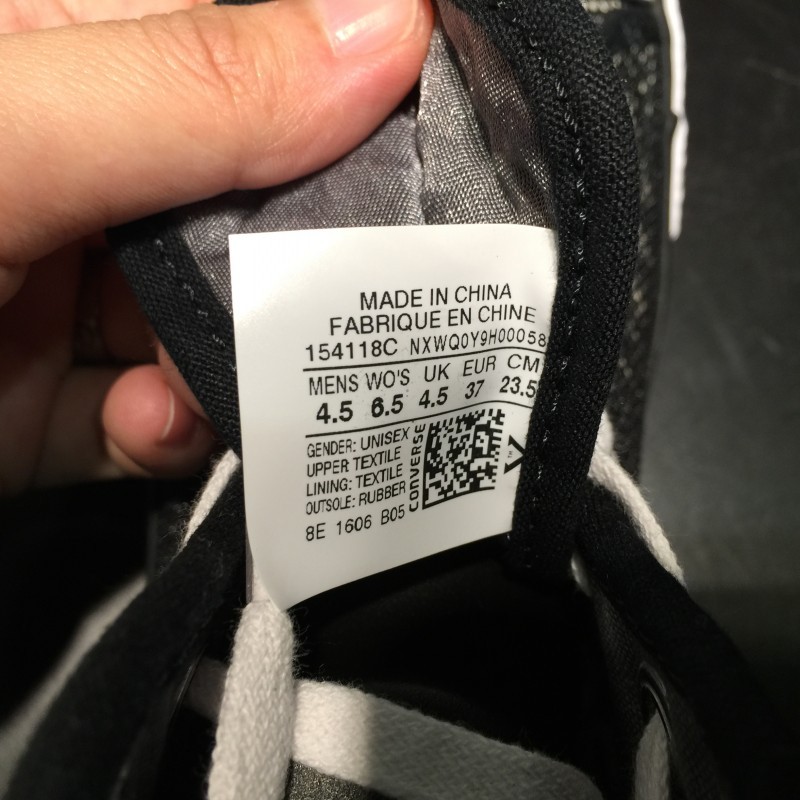 MADE IN CHINA
FABRIQUE EN CHINE
154118C NXWQ0Y9H00058
MENS WO'S UK EUR CM
4.5 6.5 4.5 37 23.5
GENDER: UNISEX
UPPER: TEXTILE
LINING: TEXTILE
OUTSOLE: RUBBER
8E 1606 B05
CONVERSE
TM